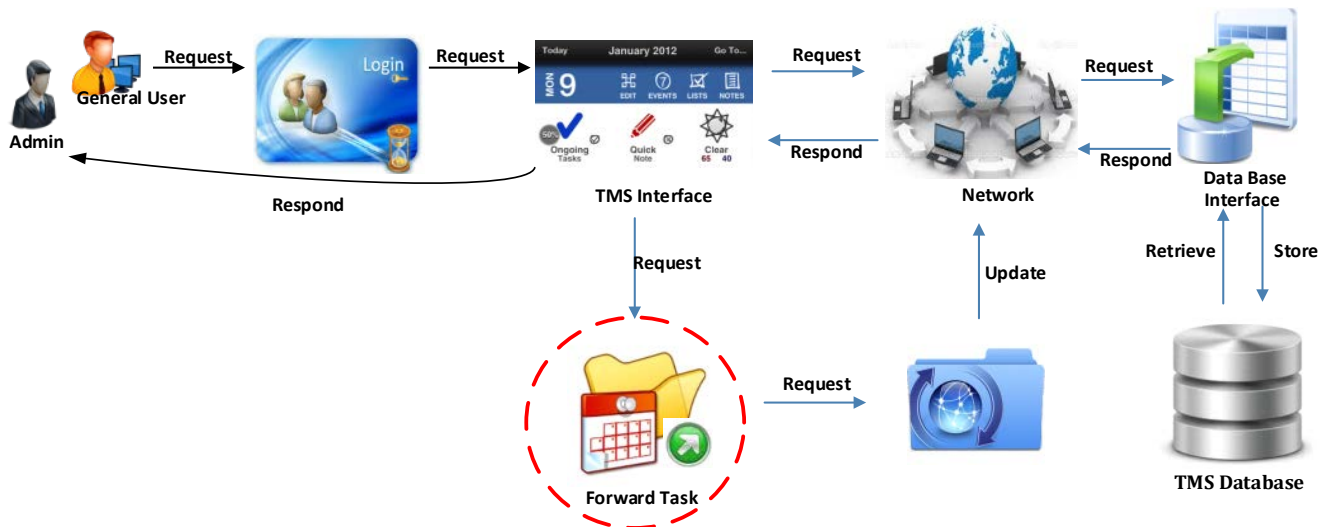 Today January 2012 Go To...
Request
Request
Login
MON 9
EDIT EVENTS LISTS NOTES
7
Request
Request
General User
Admin
50%
Ongoing
Tasks
Quick
Note
Clear
65 40
Respond
Respond
Respond
TMS Interface
Network
Data Base
Interface
Request
Update
Retrieve
Store
Request
Forward Task
TMS Database